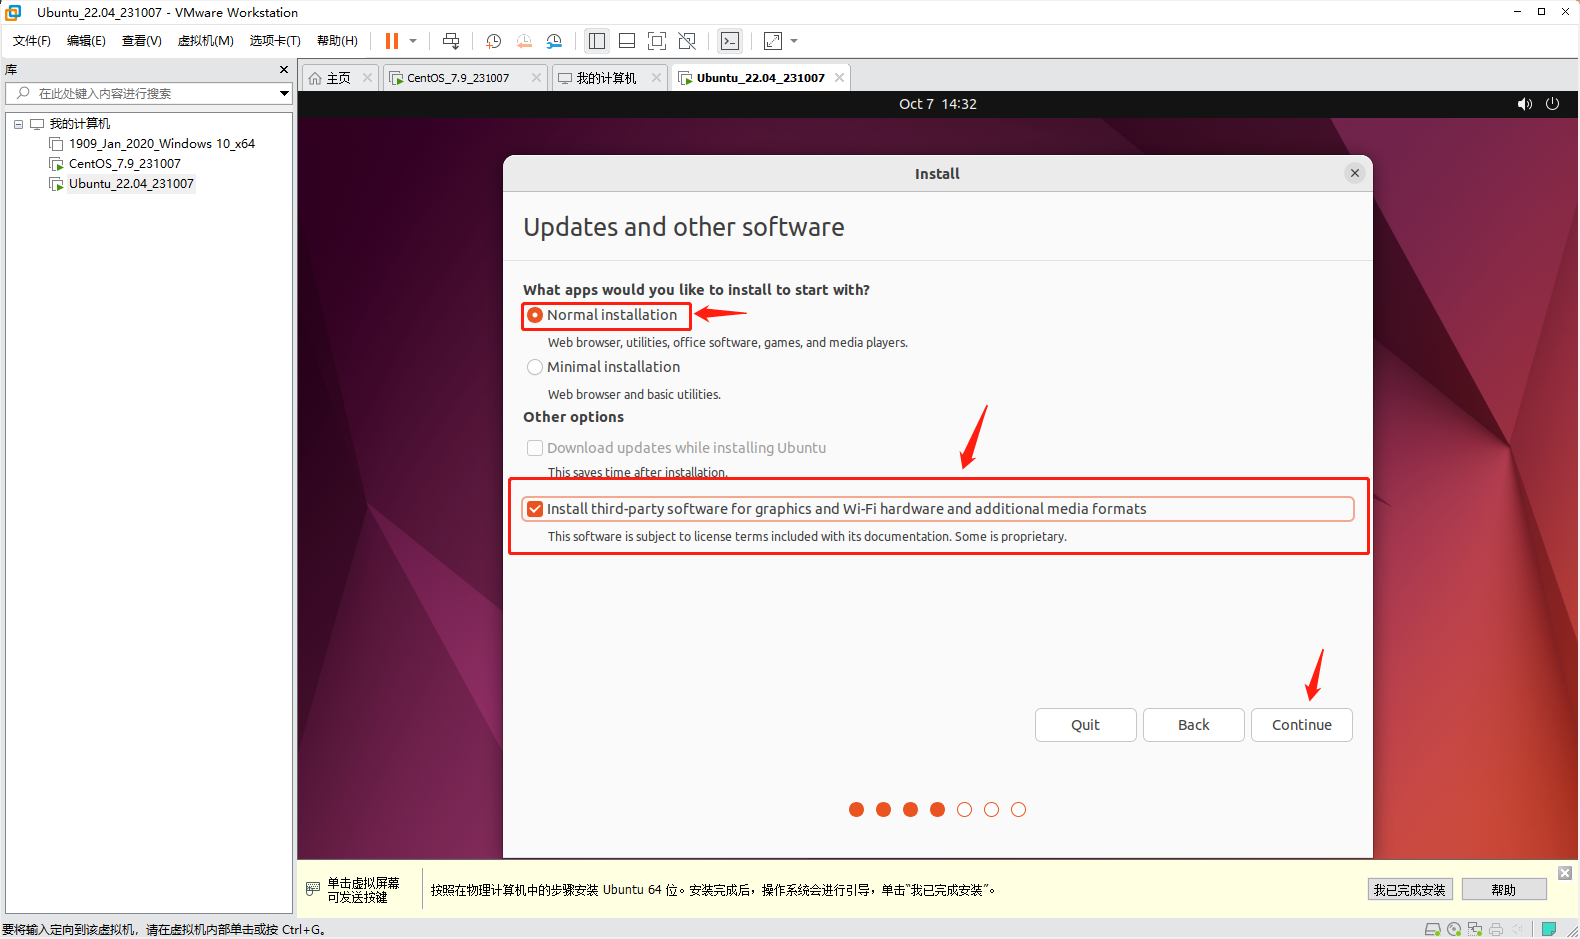 Ubuntu_22.04_231007 - VMware Workstation
文件(F) 编辑(E) 查看(V) 虚拟机(M) 选项卡(T) 帮助(H)
库
在此处键入内容进行搜索
我的计算机
1909_Jan_2020_Windows 10_x64
CentOS_7.9_231007
Ubuntu_22.04_231007
主页 CentOS_7.9_231007 我的计算机 Ubuntu_22.04_231007
Oct 7 14:32
Install
Updates and other software
What apps would you like to install to start with?
Normal installation
Web browser, utilities, office software, games, and media players.
Minimal installation
Web browser and basic utilities.
Other options
Download updates while installing Ubuntu
This saves time after installation.
Install third-party software for graphics and Wi-Fi hardware and additional media formats
This software is subject to license terms included with its documentation. Some is proprietary.
Quit Back Continue
单击虚拟屏幕
可发送按键
按照在物理计算机中的步骤安装 Ubuntu 64 位。安装完成后，操作系统会进行引导，单击“我已完成安装”。
我已完成安装 帮助
要将输入定向到该虚拟机，请在虚拟机内部单击或按 Ctrl+G。